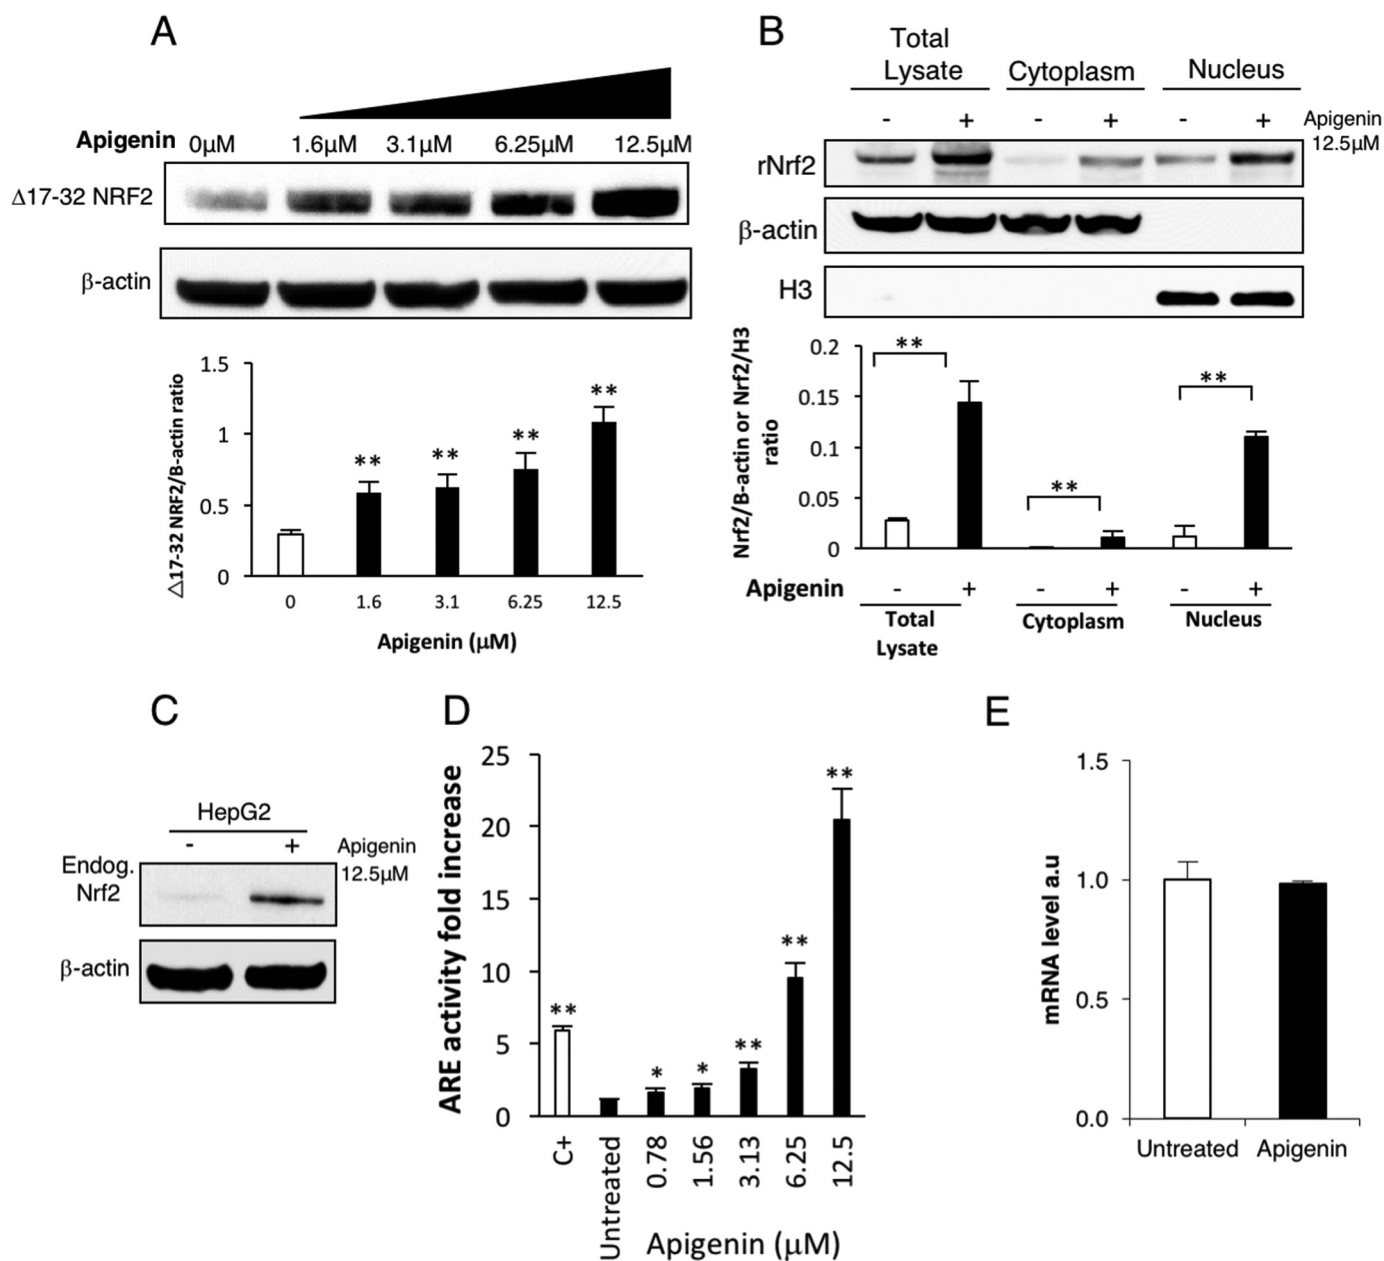 A
Apigenin 0μM 1.6μM 3.1μM 6.25μM 12.5μM
Δ17-32 NRF2
β-actin
△17-32 NRF2/B-actin ratio
1.5
1
0.5
0
** ** ** **
0 1.6 3.1 6.25 12.5
Apigenin (μM)
B
Total
Lysate Cytoplasm Nucleus
- + - + - + Apigenin
12.5μM
rNrf2
β-actin
H3
Nrf2/B-actin or Nrf2/H3
ratio
0.2
0.15
0.1
0.05
0
** ** **
Apigenin - + - + - +
Total
Lysate
Cytoplasm
Nucleus
C
HepG2
- + Apigenin
12.5μM
Endog.
Nrf2
β-actin
D
ARE activity fold increase
25
20
15
10
5
0
** * * ** ** **
C+ Untreated 0.78 1.56 3.13 6.25 12.5
Apigenin (μM)
E
mRNA level a.u
1.5
1.0
0.5
0.0
Untreated Apigenin